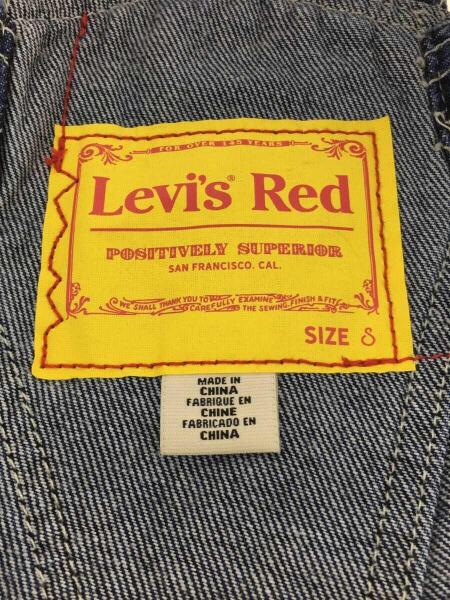 FOR OVER 145 YEARS
Levi's® Red
POSITIVELY SUPERIOR
SAN FRANCISCO. CAL.
WE SHALL THANK YOU TO
CAREFULLY EXAMINE
THE SEWING, FINISH & FIT
SIZE S
MADE IN
CHINA
FABRIQUE EN
CHINE
FABRICADO EN
CHINA